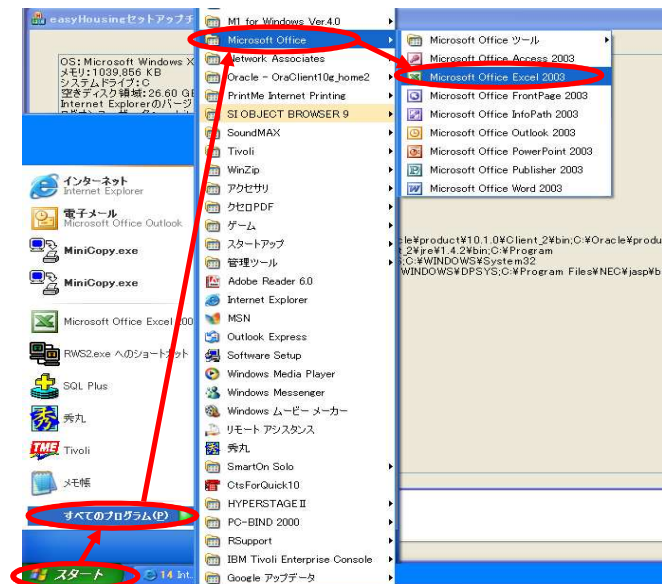 easyHousingセットアップチ
OS:Microsoft Windows X
メモリ:1039,856 KB
システムドライブ:C
空きディスク領域:26.60 GB
Internet Explorerのバージ
インターネット
Internet Explorer
電子メール
Microsoft Office Outlook
MiniCopy.exe
MiniCopy.exe
Microsoft Office Excel 200
RWS2.exe へのショートカット
SQL Plus
秀丸
Tivoli
メモ帳
すべてのプログラム(P)
スタート
14 Int..
M1 for Windows Ver.4.0
Microsoft Office
Network Associates
Oracle - OraClient10g_home2
PrintMe Internet Printing
SI OBJECT BROWSER 9
SoundMAX
Tivoli
WinZip
アクセサリ
クセロPDF
ゲーム
スタートアップ
管理ツール
Adobe Reader 6.0
Internet Explorer
MSN
Outlook Express
Software Setup
Windows Media Player
Windows Messenger
Windows ムービー メーカー
リモート アシスタンス
秀丸
SmartOn Solo
CtsForQuick10
HYPERSTAGE II
PC-BIND 2000
RSupport
IBM Tivoli Enterprise Console
Google アップデータ
Microsoft Office ツール
Microsoft Office Access 2003
Microsoft Office Excel 2003
Microsoft Office FrontPage 2003
Microsoft Office InfoPath 2003
Microsoft Office Outlook 2003
Microsoft Office PowerPoint 2003
Microsoft Office Publisher 2003
Microsoft Office Word 2003
cle¥product¥10.1.0¥Client_2¥bin;C:¥Oracle¥produ
t_2¥jre¥1.4.2¥bin;C:¥Program
S;C:¥WINDOWS¥System32
WINDOWS¥DPSYS;C:¥Program Files¥NEC¥jasp¥b